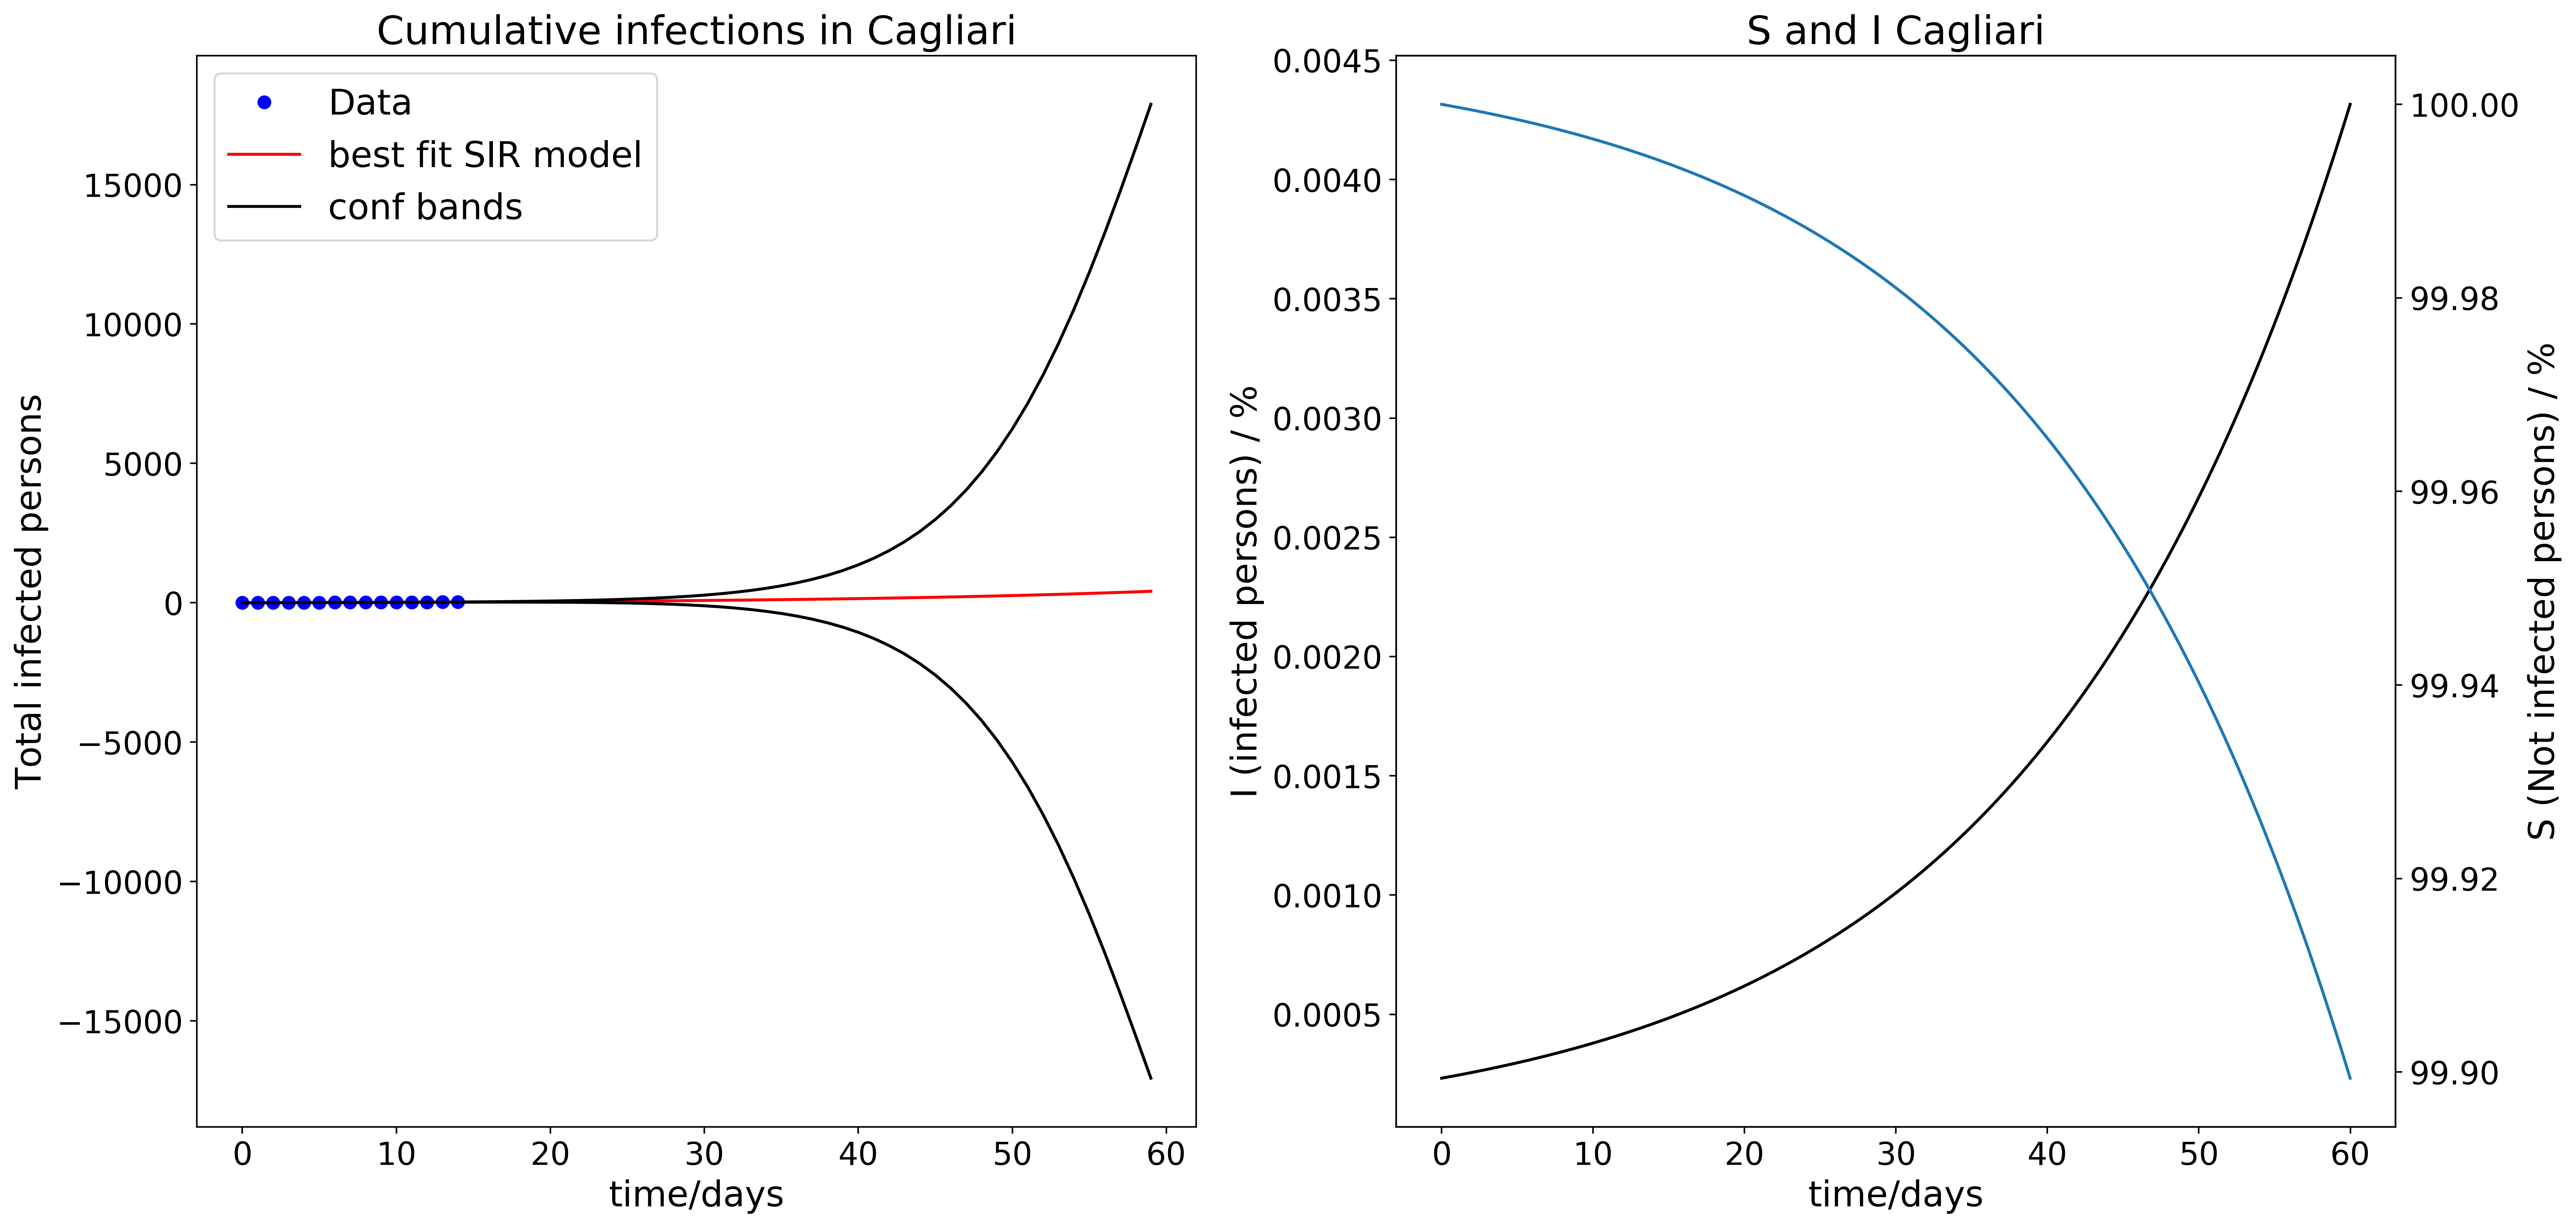 Cumulative infections in Cagliari
Data
best fit SIR model
conf bands
Total infected persons
15000
10000
5000
0
−5000
−10000
−15000
0 10 20 30 40 50 60
time/days
S and I Cagliari
I (infected persons) / %
0.0045
0.0040
0.0035
0.0030
0.0025
0.0020
0.0015
0.0010
0.0005
0 10 20 30 40 50 60
time/days
100.00
99.98
99.96
99.94
99.92
99.90
S (Not infected persons) / %